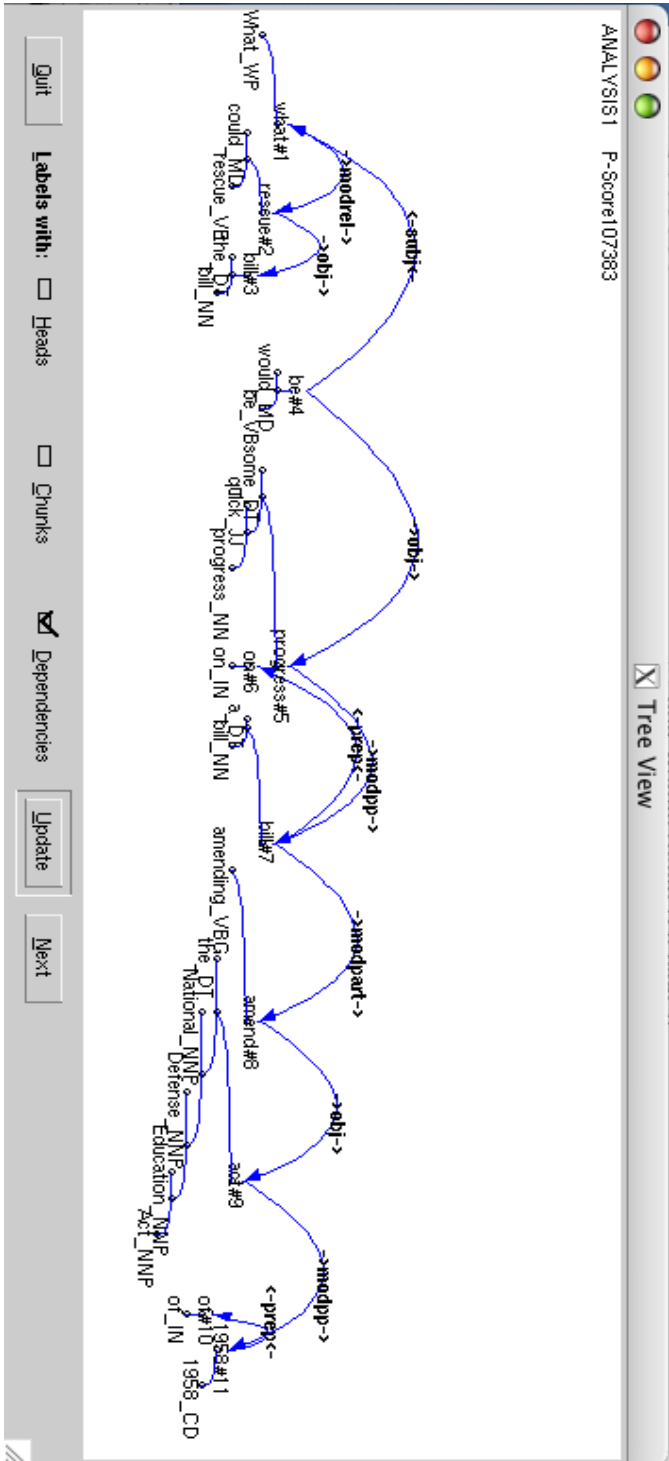 Tree View
ANALYSIS1 P-Score107383
<-subj<- ->obj->
->modrel-> ->obj-> <-prep<- ->modpp-> ->modpart-> ->obj-> ->modpp-> <-prep<-
what#1 rescue#2 bill#3 be#4 progress#5 on#6 bill#7 amend#8 act#9 of#10 1958#11
What_WP could_MD rescue_VB the_DT bill_NN would_MD be_VB some_DT quick_JJ progress_NN on_IN a_DT bill_NN amending_VBG the_DT National_NNP Defense_NNP Education_NNP Act_NNP of_IN 1958_CD
Quit Labels with: Heads Chunks Dependencies Update Next